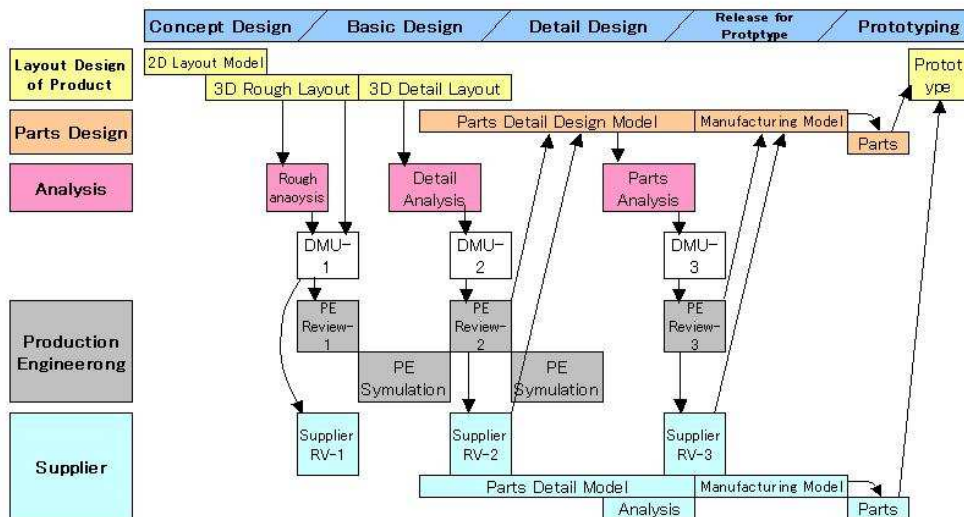 Concept Design
Basic Design
Detail Design
Release for
Protptype
Prototyping
Layout Design
of Product
2D Layout Model
3D Rough Layout
3D Detail Layout
Protot
ype
Parts Design
Parts Detail Design Model
Manufacturing Model
Parts
Analysis
Rough
anaoysis
Detail
Analysis
Parts
Analysis
DMU-
1
DMU-
2
DMU-
3
Production
Engineerong
PE
Review-
1
PE
Review-
2
PE
Review-
3
PE
Symulation
PE
Symulation
Supplier
Supplier
RV-1
Supplier
RV-2
Supplier
RV-3
Parts Detail Model
Manufacturing Model
Analysis
Parts